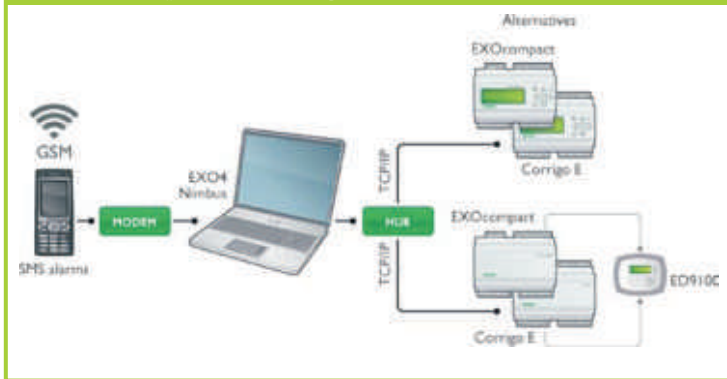 Alternatives
EXOcompact
GSM
EXO4
Nimbus
TCP/IP
Corrigo E
MODEM
HUB
EXOcompact
SMS alarms
TCP/IP
ED9100
Corrigo E